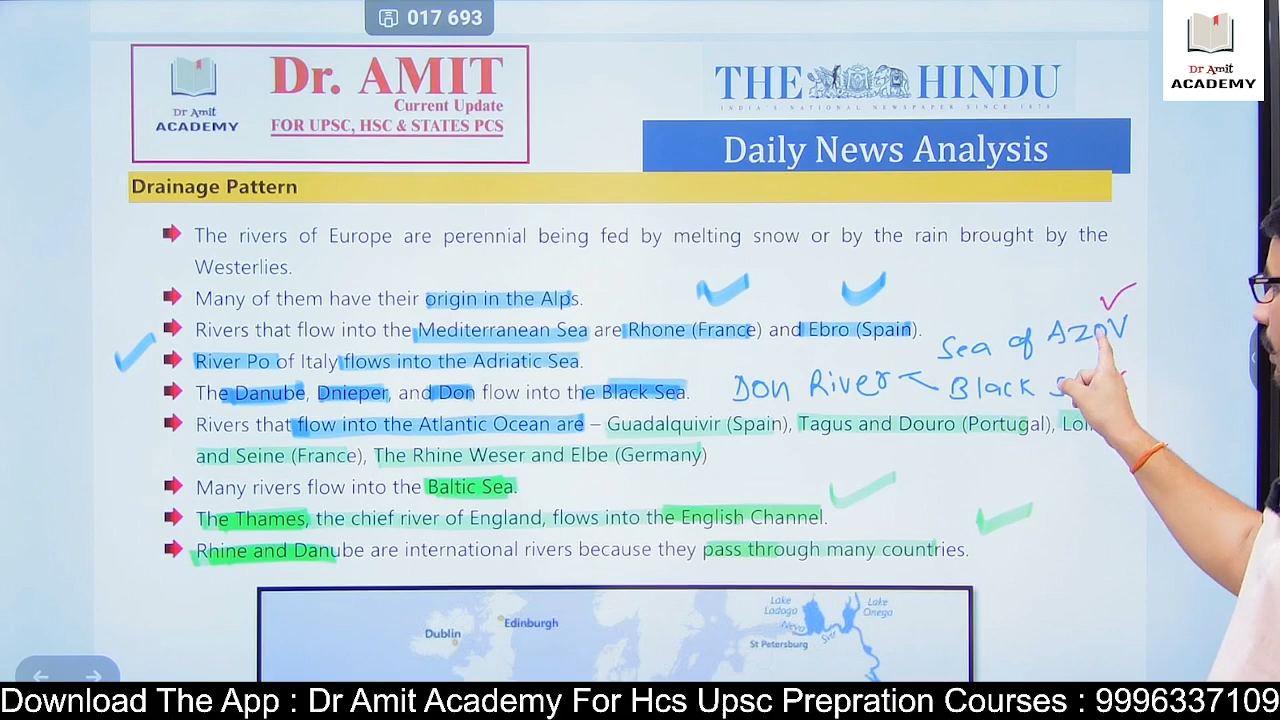 017 693
Dr Amit
ACADEMY
Dr. AMIT
Current Update
FOR UPSC, HSC & STATES PCS
Dr Amit
ACADEMY
THE HINDU
INDIA'S NATIONAL NEWSPAPER SINCE 1878
Daily News Analysis
Drainage Pattern
The rivers of Europe are perennial being fed by melting snow or by the rain brought by the
Westerlies.
Many of them have their origin in the Alps.
Rivers that flow into the Mediterranean Sea are Rhone (France) and Ebro (Spain).
Sea of AZOV
River Po of Italy flows into the Adriatic Sea.
The Danube, Dnieper, and Don flow into the Black Sea.
Don River Black
Rivers that flow into the Atlantic Ocean are – Guadalquivir (Spain), Tagus and Douro (Portugal),
and Seine (France), The Rhine Weser and Elbe (Germany)
Many rivers flow into the Baltic Sea.
The Thames, the chief river of England, flows into the English Channel.
Rhine and Danube are international rivers because they pass through many countries.
Dublin
Edinburgh
Lake
Ladoga
Lake
Onega
Neva
Svir
St Petersburg
Download The App : Dr Amit Academy For Hcs Upsc Prepration Courses : 9996337109